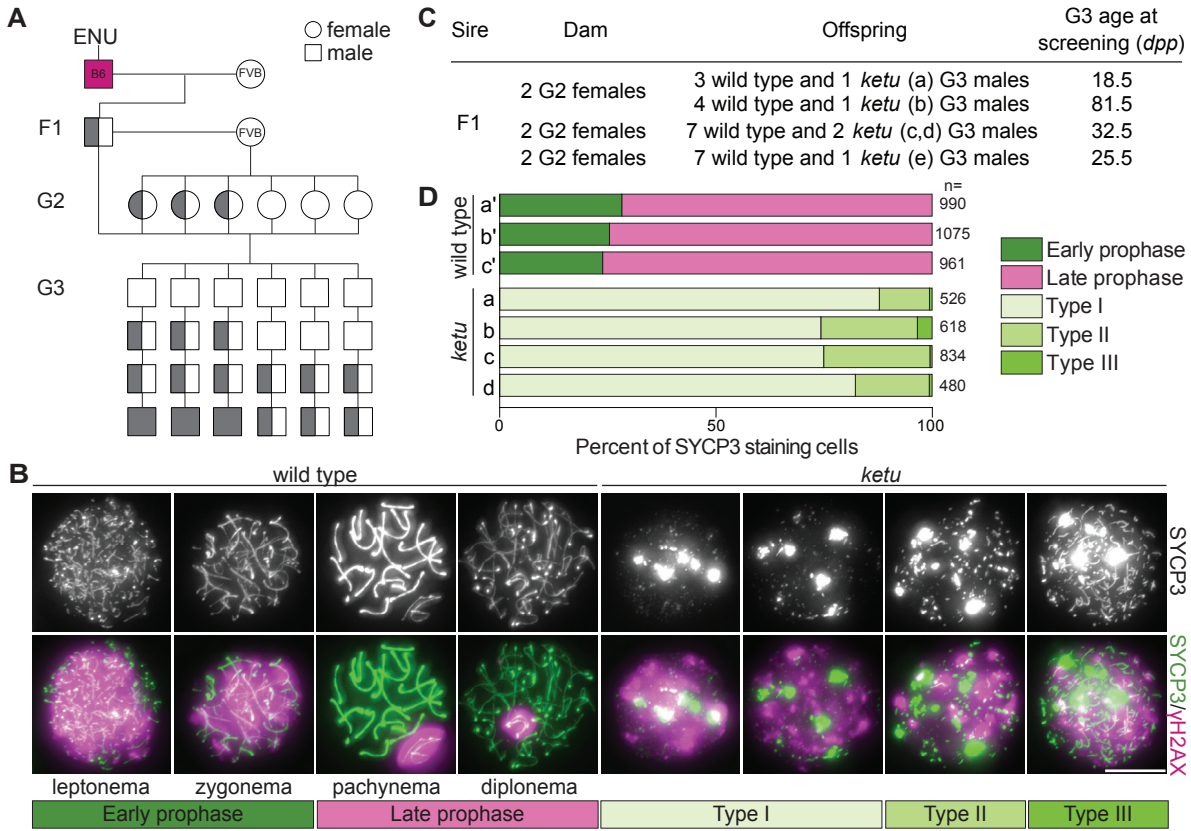 A
ENU
female
male
B6
FVB
F1
FVB
G2
G3
C
Sire Dam Offspring G3 age at screening (dpp)
F1
2 G2 females
3 wild type and 1 ketu (a) G3 males 18.5
4 wild type and 1 ketu (b) G3 males 81.5
2 G2 females 7 wild type and 2 ketu (c,d) G3 males 32.5
2 G2 females 7 wild type and 1 ketu (e) G3 males 25.5
D
n=
wild type
a' 990
b' 1075
c' 961
ketu
a 526
b 618
c 834
d 480
0 50 100
Percent of SYCP3 staining cells
Early prophase
Late prophase
Type I
Type II
Type III
B
wild type ketu
SYCP3
SYCP3/γH2AX
leptonema zygonema pachynema diplonema
Early prophase Late prophase Type I Type II Type III